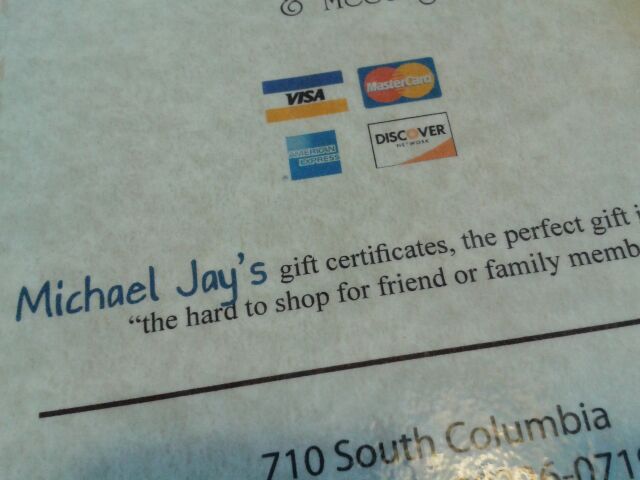 &
VISA
MasterCard
AMERICAN EXPRESS
DISCOVER
NETWORK
Michael Jay's gift certificates, the perfect gift
"the hard to shop for friend or family
710 South Columbia